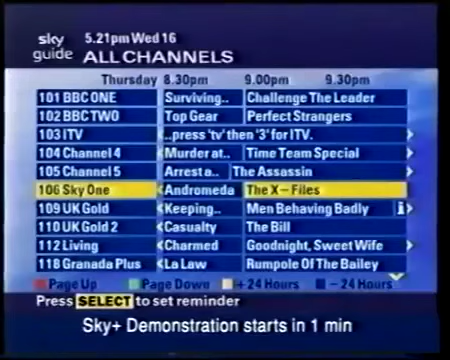 sky guide 5.21pm Wed 16
ALL CHANNELS
Thursday 8.30pm 9.00pm 9.30pm
101 BBC ONE Surviving.. Challenge The Leader
102 BBC TWO Top Gear Perfect Strangers
103 ITV ..press 'tv' then '3' for ITV.
104 Channel 4 Murder at.. Time Team Special
105 Channel 5 Arrest a.. The Assassin
106 Sky One Andromeda The X-Files
109 UK Gold Keeping.. Men Behaving Badly i
110 UK Gold 2 Casualty The Bill
112 Living Charmed Goodnight, Sweet Wife
118 Granada Plus La Law Rumpole Of The Bailey
Page Up Page Down + 24 Hours - 24 Hours
Press SELECT to set reminder
Sky+ Demonstration starts in 1 min